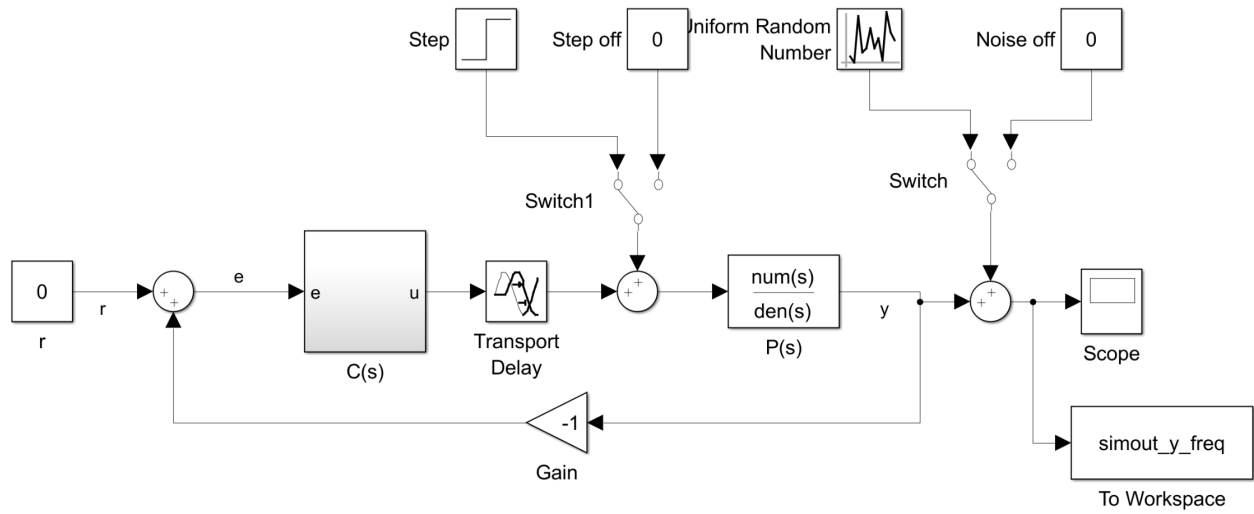 Step
Step off
0
Uniform Random
Number
Noise off
0
Switch1
Switch
0
r
r
+
+
e
e
u
C(s)
Transport
Delay
+
+
num(s)
den(s)
P(s)
y
+
+
Scope
-1
Gain
simout_y_freq
To Workspace